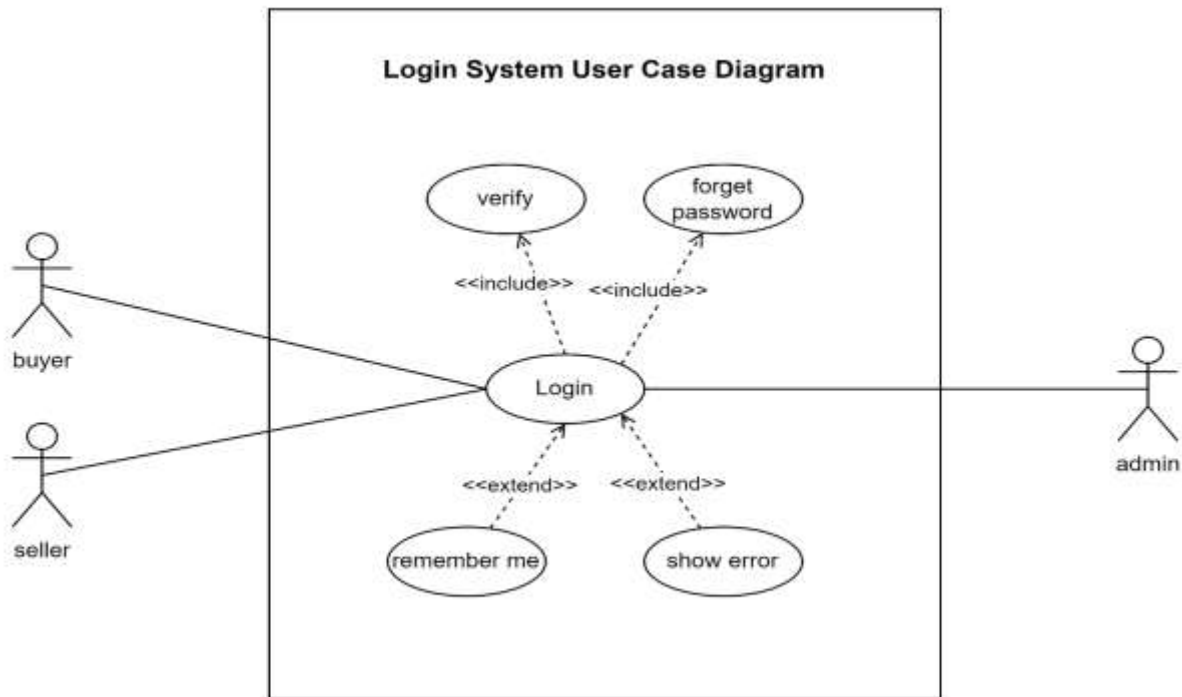 Login System User Case Diagram
verify
forget
password
<<include>>
<<include>>
buyer
Login
admin
<<extend>>
<<extend>>
seller
remember me
show error